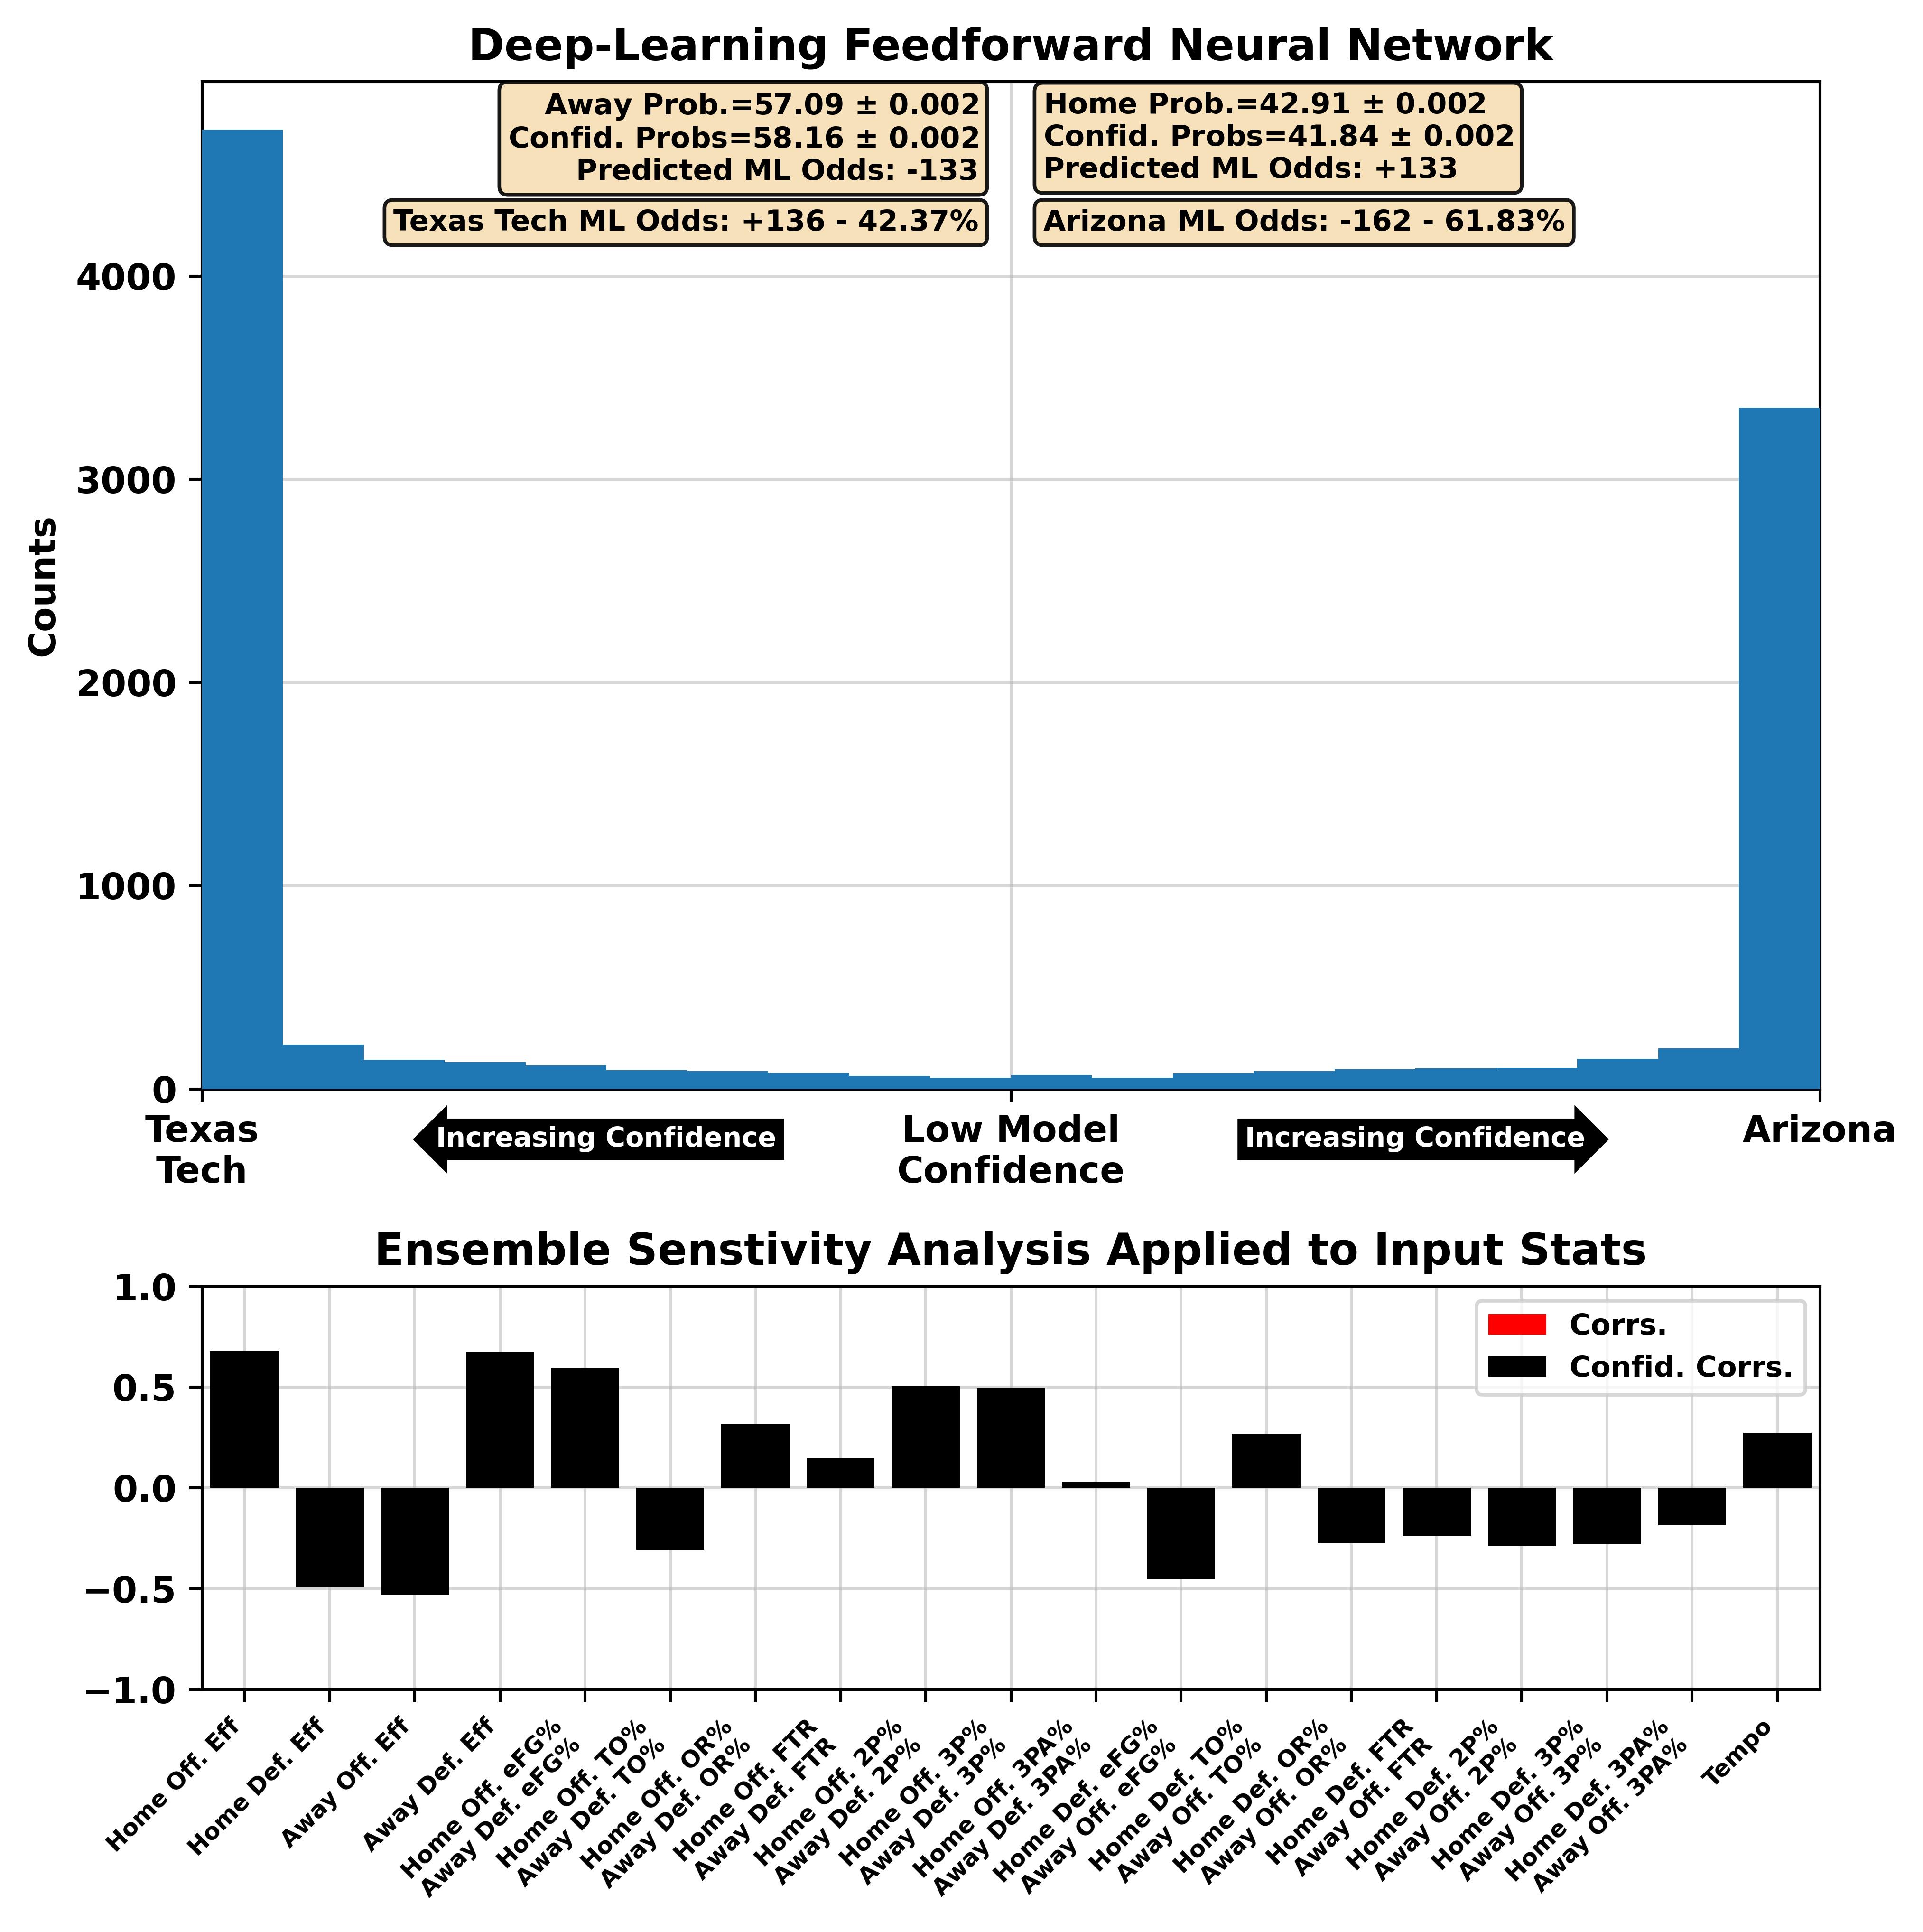 Deep-Learning Feedforward Neural Network
Away Prob.=57.09 ± 0.002
Confid. Probs=58.16 ± 0.002
Predicted ML Odds: -133
Home Prob.=42.91 ± 0.002
Confid. Probs=41.84 ± 0.002
Predicted ML Odds: +133
Texas Tech ML Odds: +136 - 42.37%
Arizona ML Odds: -162 - 61.83%
Counts
4000
3000
2000
1000
0
Texas
Tech
Increasing Confidence
Low Model
Confidence
Increasing Confidence
Arizona
Ensemble Senstivity Analysis Applied to Input Stats
1.0
0.5
0.0
−0.5
−1.0
Corrs.
Confid. Corrs.
Home Off. Eff
Home Def. Eff
Away Off. Eff
Away Def. Eff
Home Off. eFG%
Away Def. eFG%
Home Off. TO%
Away Def. TO%
Home Off. OR%
Away Def. OR%
Home Off. FTR
Away Def. FTR
Home Off. 2P%
Away Def. 2P%
Home Off. 3P%
Away Def. 3P%
Home Off. 3PA%
Away Def. 3PA%
Home Def. eFG%
Away Off. eFG%
Home Def. TO%
Away Off. TO%
Home Def. OR%
Away Off. OR%
Home Def. FTR
Away Off. FTR
Home Def. 2P%
Away Off. 2P%
Home Def. 3P%
Away Off. 3P%
Home Def. 3PA%
Away Off. 3PA%
Tempo